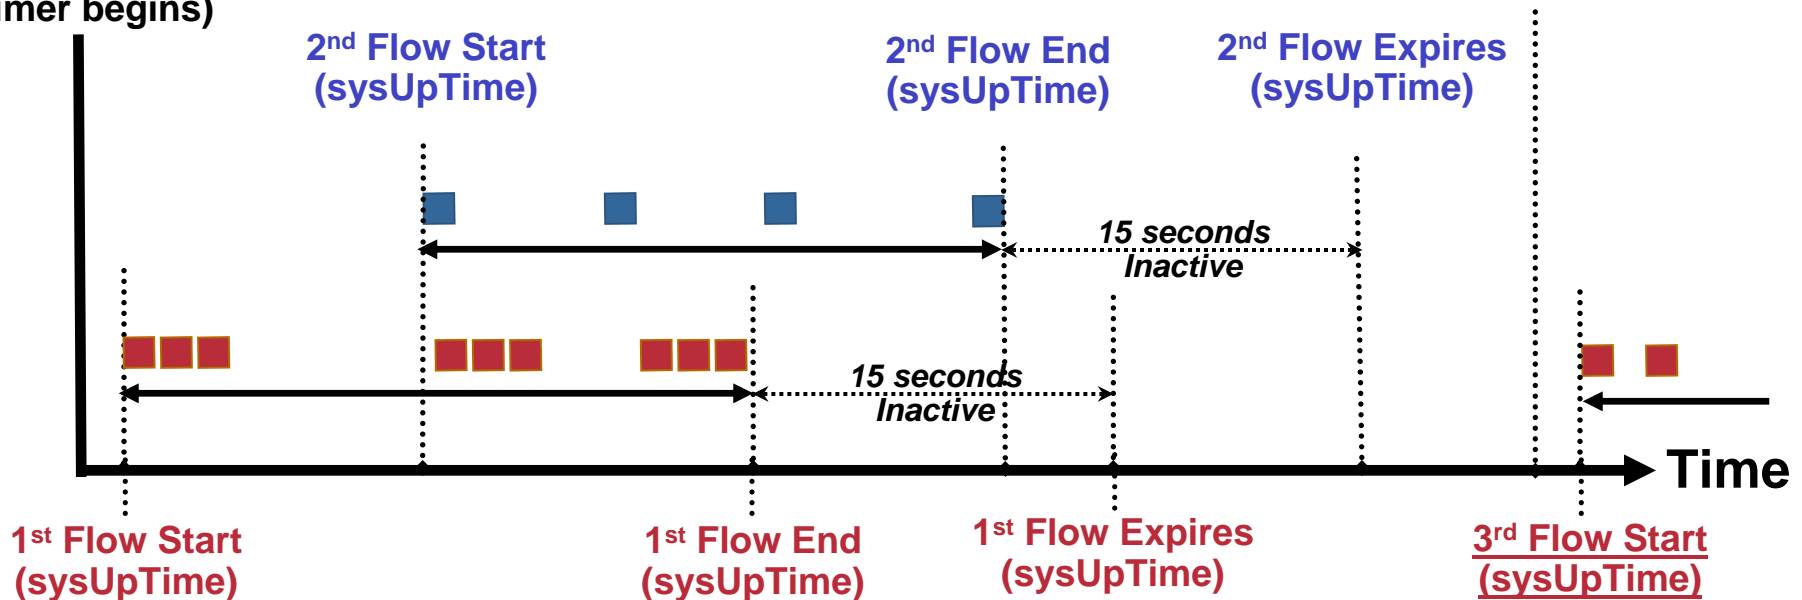 imer begins)
2nd Flow Start
(sysUpTime)
2nd Flow End
(sysUpTime)
2nd Flow Expires
(sysUpTime)
15 seconds
Inactive
15 seconds
Inactive
Time
1st Flow Start
(sysUpTime)
1st Flow End
(sysUpTime)
1st Flow Expires
(sysUpTime)
3rd Flow Start
(sysUpTime)